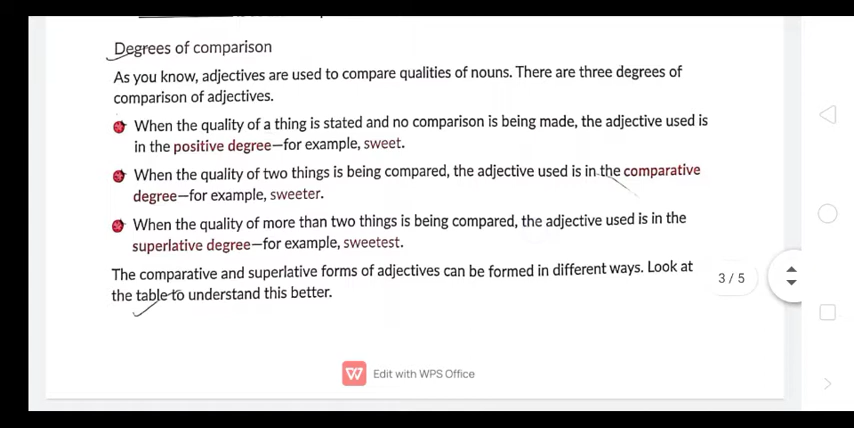 Degrees of comparison
As you know, adjectives are used to compare qualities of nouns. There are three degrees of
comparison of adjectives.
When the quality of a thing is stated and no comparison is being made, the adjective used is
in the positive degree—for example, sweet.
When the quality of two things is being compared, the adjective used is in the comparative
degree—for example, sweeter.
When the quality of more than two things is being compared, the adjective used is in the
superlative degree—for example, sweetest.
The comparative and superlative forms of adjectives can be formed in different ways. Look at
the table to understand this better.
3 / 5
Edit with WPS Office